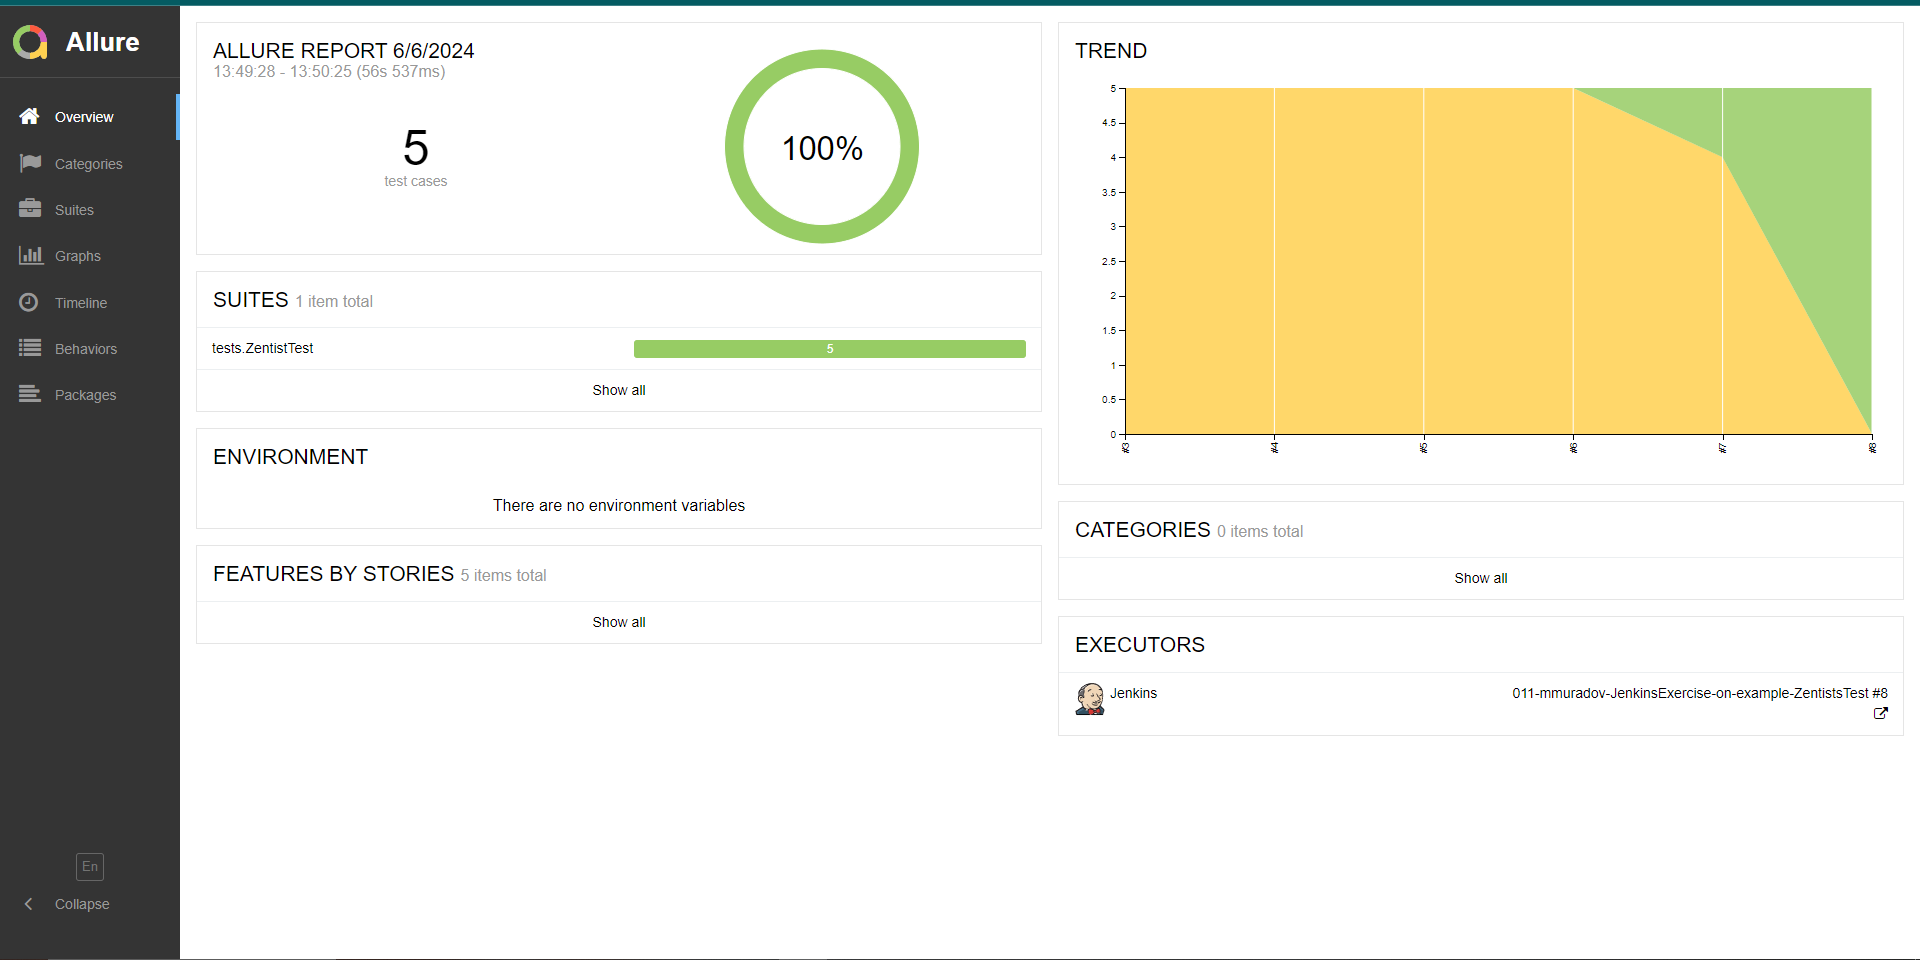 Allure
Overview
Categories
Suites
Graphs
Timeline
Behaviors
Packages
En
Collapse
ALLURE REPORT 6/6/2024
13:49:28 - 13:50:25 (56s 537ms)
5
test cases
100%
SUITES 1 item total
tests.ZentistTest
5
Show all
ENVIRONMENT
There are no environment variables
FEATURES BY STORIES 5 items total
Show all
TREND
5
4.5
4
3.5
3
2.5
2
1.5
1
0.5
0
#3
#4
#5
#6
#7
#8
CATEGORIES 0 items total
Show all
EXECUTORS
Jenkins
011-mmuradov-JenkinsExercise-on-example-ZentistsTest #8